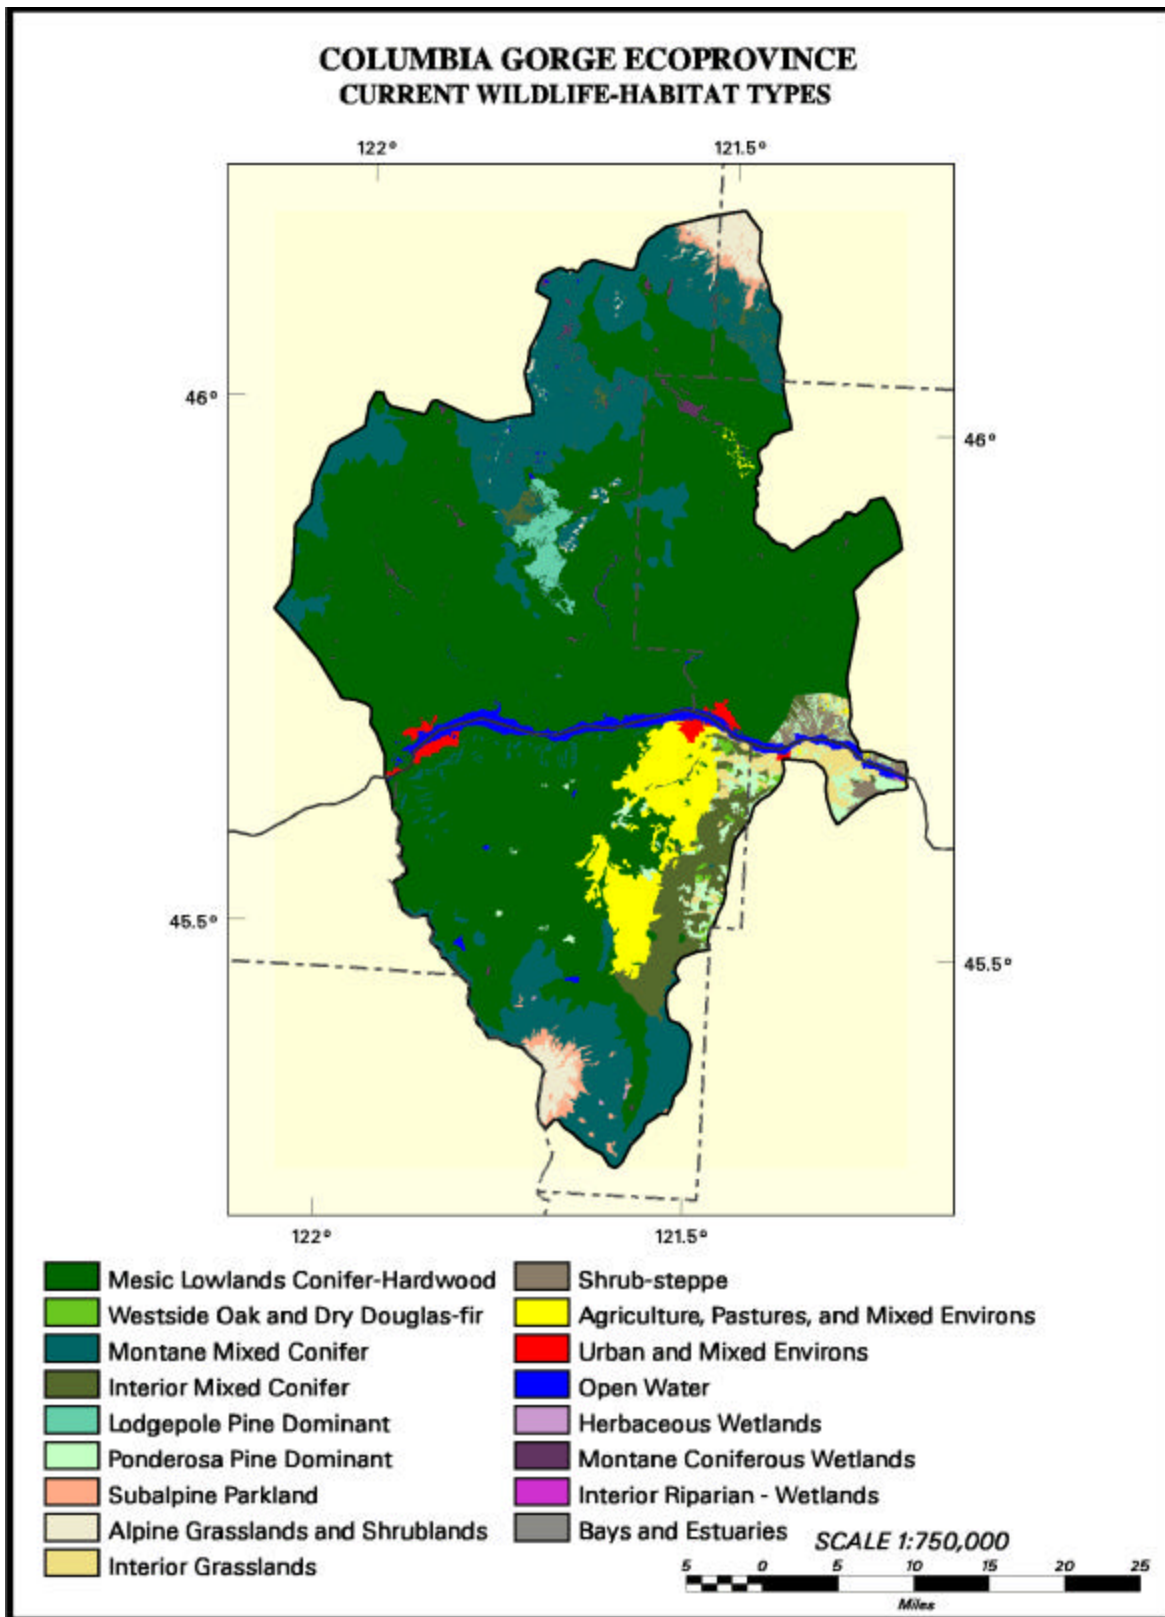 COLUMBIA GORGE ECOPROVINCE
CURRENT WILDLIFE-HABITAT TYPES
122° 121.5°
46°
46°
45.5°
45.5°
122° 121.5°
Mesic Lowlands Conifer-Hardwood
Westside Oak and Dry Douglas-fir
Montane Mixed Conifer
Interior Mixed Conifer
Lodgepole Pine Dominant
Ponderosa Pine Dominant
Subalpine Parkland
Alpine Grasslands and Shrublands
Interior Grasslands
Shrub-steppe
Agriculture, Pastures, and Mixed Environs
Urban and Mixed Environs
Open Water
Herbaceous Wetlands
Montane Coniferous Wetlands
Interior Riparian - Wetlands
Bays and Estuaries
SCALE 1:750,000
5 0 5 10 15 20 25
Miles